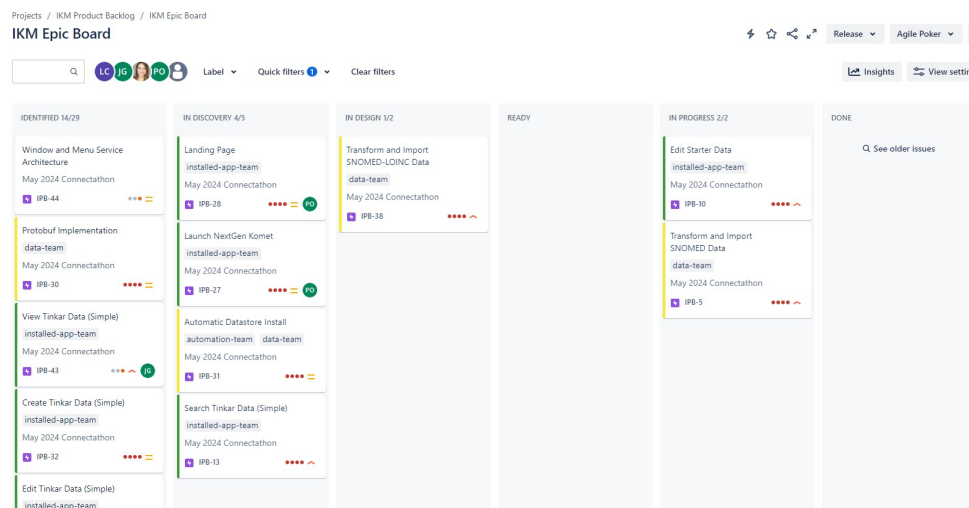 Projects / IKM Product Backlog / IKM Epic Board
IKM Epic Board
Release
Agile Poker
LC JG PO
Label
Quick filters 1
Clear filters
Insights
View settin
IDENTIFIED 14/29
Window and Menu Service
Architecture
May 2024 Connectathon
IPB-44
Protobuf Implementation
data-team
May 2024 Connectathon
IPB-30
View Tinkar Data (Simple)
installed-app-team
May 2024 Connectathon
IPB-43
JG
Create Tinkar Data (Simple)
installed-app-team
May 2024 Connectathon
IPB-32
Edit Tinkar Data (Simple)
installed-app-team
IN DISCOVERY 4/5
Landing Page
installed-app-team
May 2024 Connectathon
IPB-28
PO
Launch NextGen Komet
installed-app-team
May 2024 Connectathon
IPB-27
PO
Automatic Datastore Install
automation-team data-team
May 2024 Connectathon
IPB-31
Search Tinkar Data (Simple)
installed-app-team
May 2024 Connectathon
IPB-13
IN DESIGN 1/2
Transform and Import
SNOMED-LOINC Data
data-team
May 2024 Connectathon
IPB-38
READY
IN PROGRESS 2/2
Edit Starter Data
installed-app-team
May 2024 Connectathon
IPB-10
Transform and Import
SNOMED Data
data-team
May 2024 Connectathon
IPB-5
DONE
See older issues